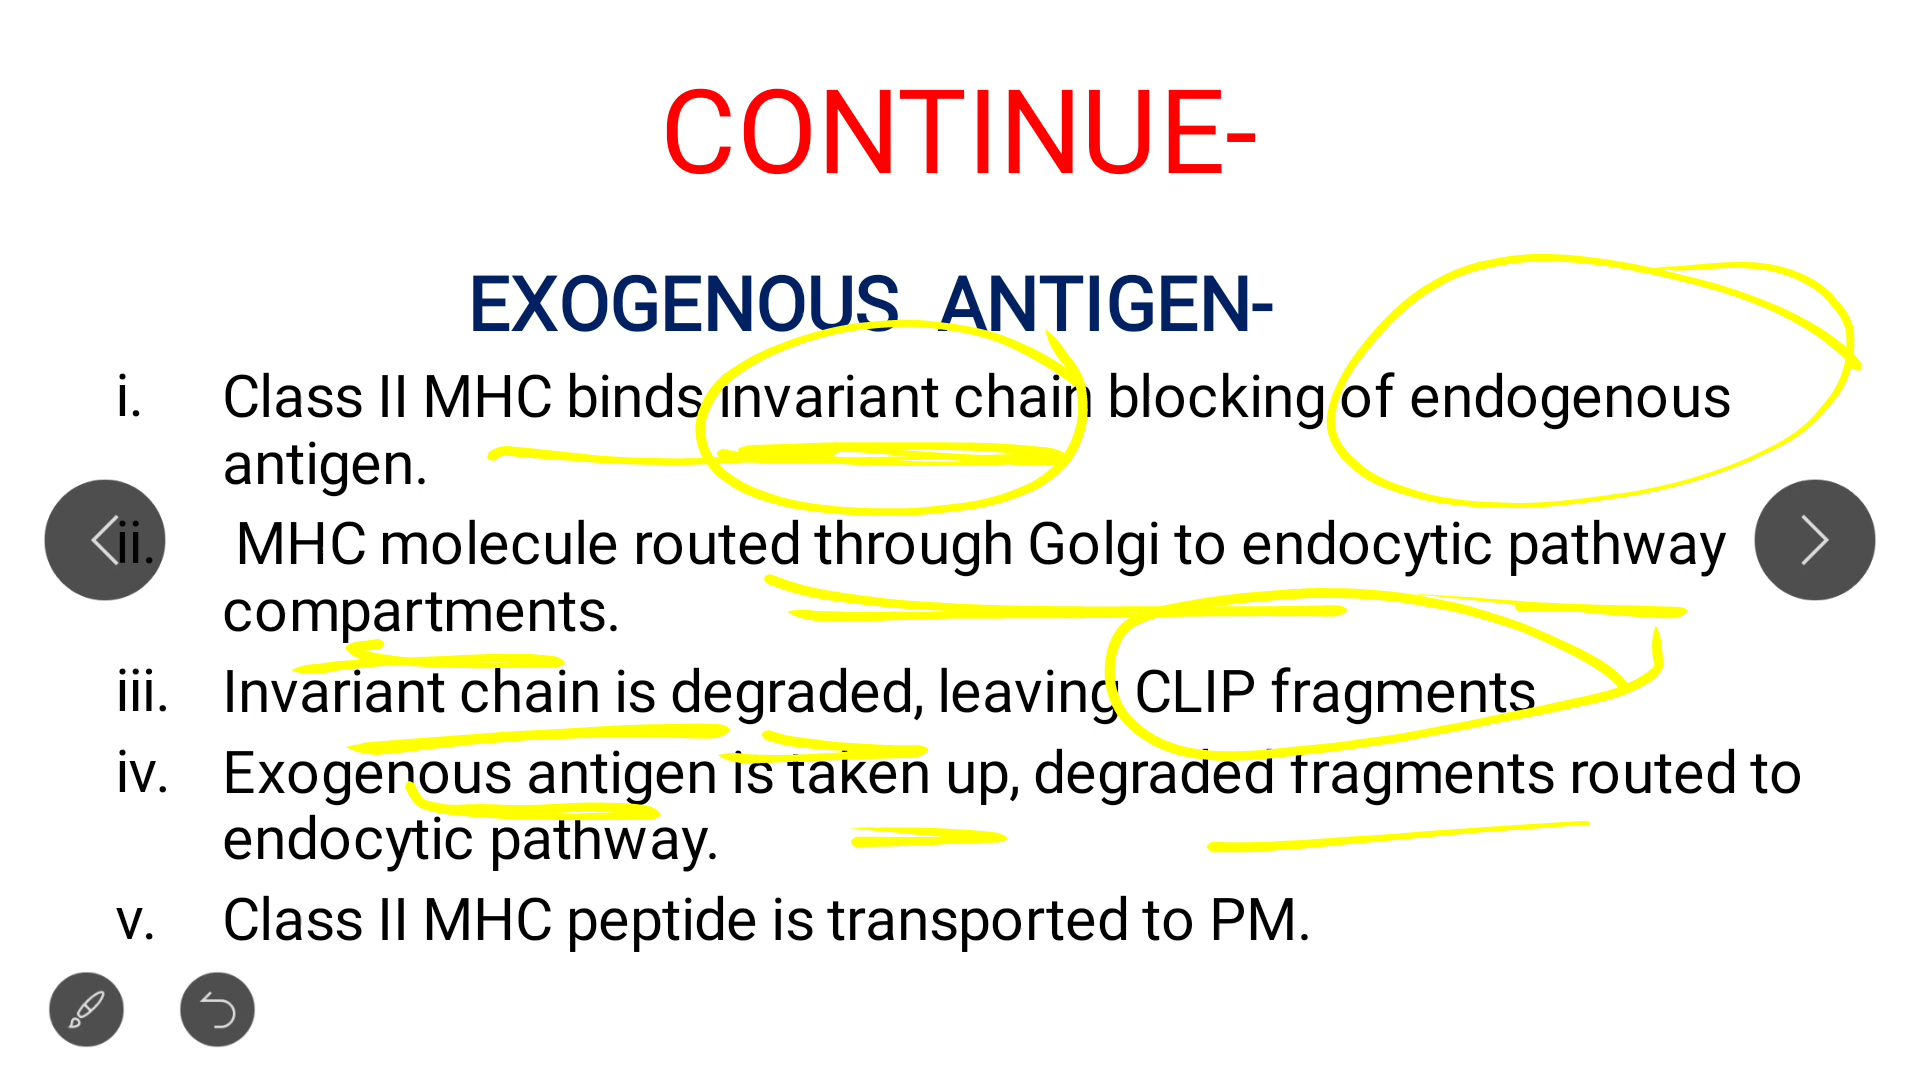 CONTINUE-
EXOGENOUS ANTIGEN-
i. Class II MHC binds invariant chain blocking of endogenous
antigen.
ii. MHC molecule routed through Golgi to endocytic pathway
compartments.
iii. Invariant chain is degraded, leaving CLIP fragments
iv. Exogenous antigen is taken up, degraded fragments routed to
endocytic pathway.
v. Class II MHC peptide is transported to PM.